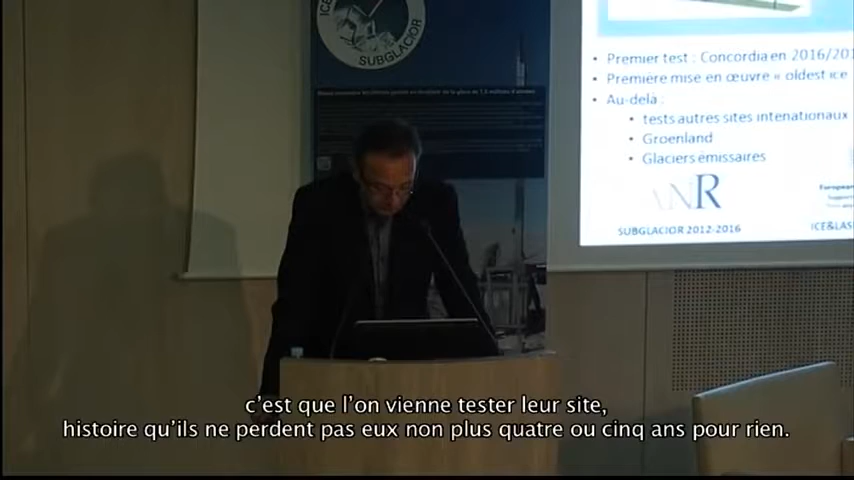 ICE&
SUBGLACIOR
• Premier test : Concordia en 2016/201
• Première mise en œuvre « oldest ice
• Au-delà :
• tests autres sites intenationaux
• Groenland
• Glaciers émissaires
ANR
European
SUBGLACIOR 2012-2016
ICE&LAS
c'est que l'on vienne tester leur site,
histoire qu'ils ne perdent pas eux non plus quatre ou cinq ans pour rien.